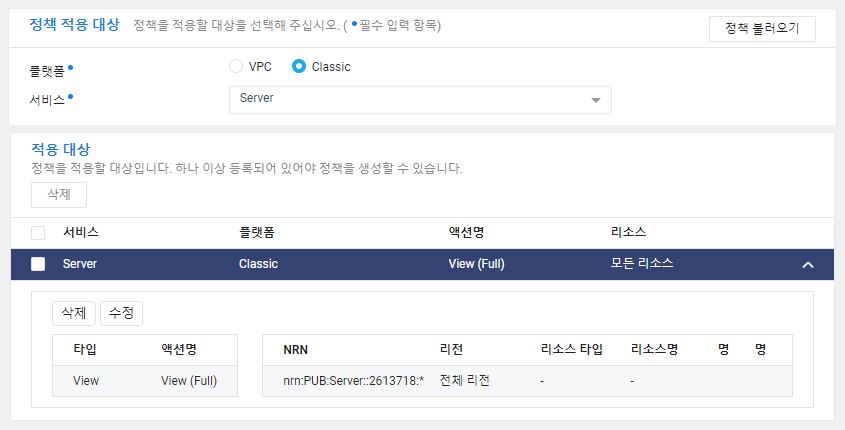 정책 적용 대상 정책을 적용할 대상을 선택해 주십시오. ( •필수 입력 항목) 정책 불러오기
플랫폼• VPC Classic
서비스• Server
적용 대상
정책을 적용할 대상입니다. 하나 이상 등록되어 있어야 정책을 생성할 수 있습니다.
삭제
서비스 플랫폼 액션명 리소스
Server Classic View (Full) 모든 리소스
삭제 수정
타입 액션명 NRN 리전 리소스 타입 리소스명 명 명
View View (Full) nrn:PUB:Server::2613718:* 전체 리전 - -